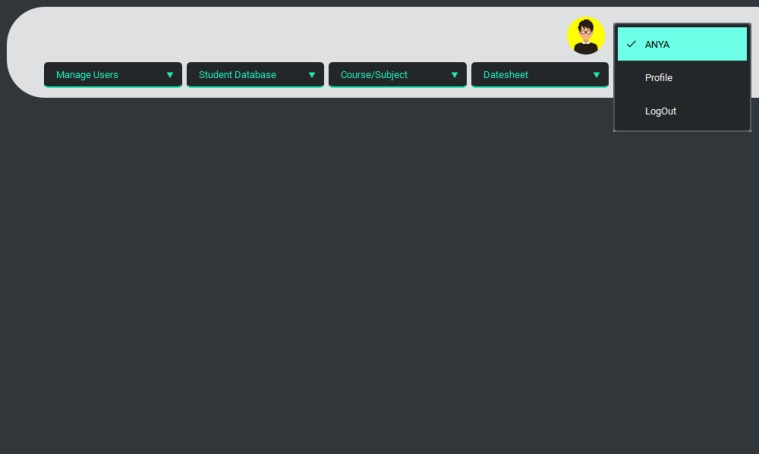 ANYA
Manage Users
Student Database
Course/Subject
Datesheet
Profile
LogOut